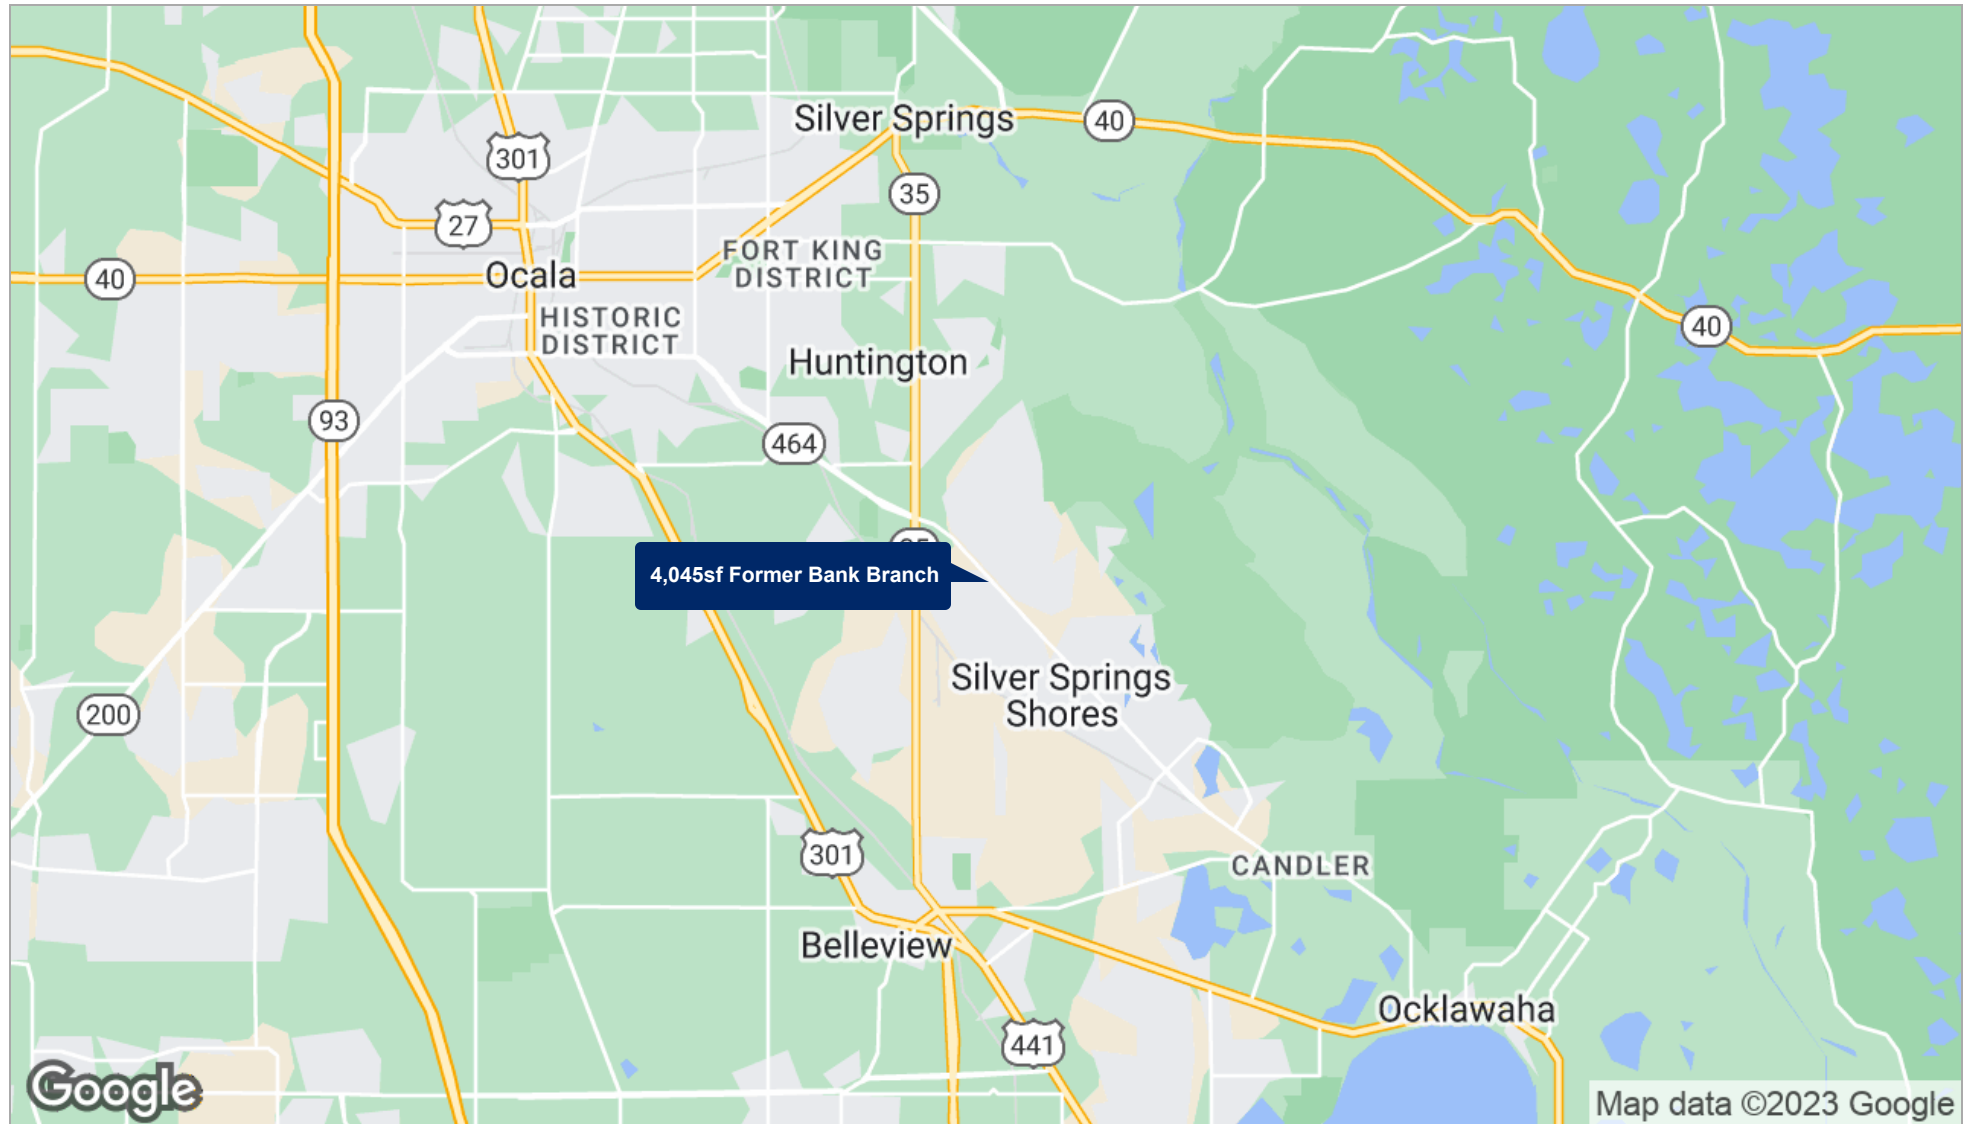 Silver Springs
40
301
35
27
FORT KING
DISTRICT
40
Ocala
HISTORIC
DISTRICT
40
Huntington
93
464
4,045sf Former Bank Branch
Silver Springs
Shores
200
301
CANDLER
Belleview
Ocklawaha
441
Google
Map data ©2023 Google